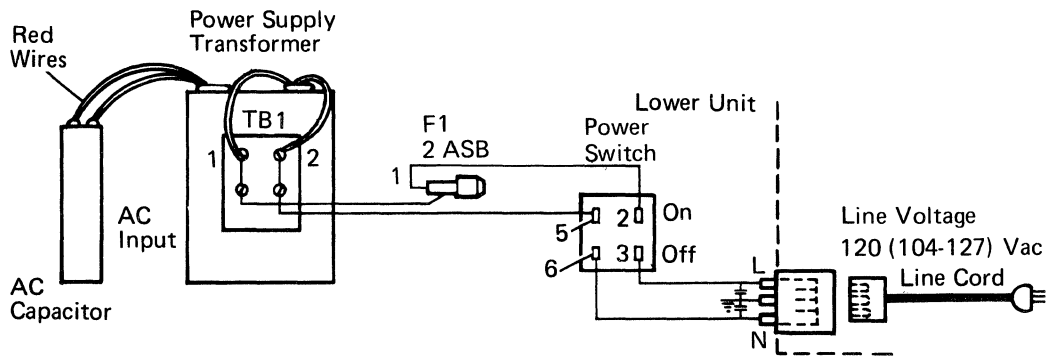 Red
Wires
Power Supply
Transformer
TB1
1
2
F1
2 ASB
1
Lower Unit
Power
Switch
2
On
5
3
Off
6
AC
Input
AC
Capacitor
L
N
Line Voltage
120 (104-127) Vac
Line Cord